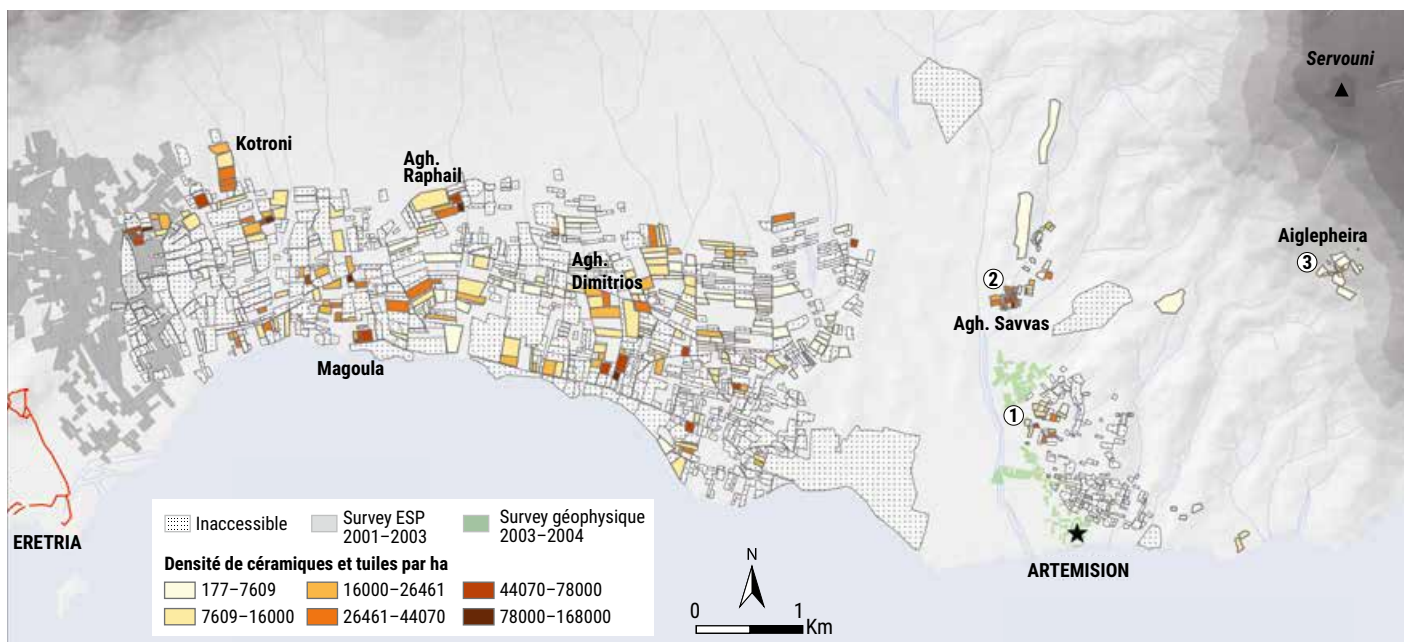 Servouni
Kotroni
Agh.
Raphail
Aiglepheira
3
Agh.
Dimitrios
2
Agh. Savvas
Magoula
1
ERETRIA
ARTEMISION
Inaccessible
Survey ESP
2001–2003
Survey géophysique
2003–2004
Densité de céramiques et tuiles par ha
177–7609
16000–26461
44070–78000
7609–16000
26461–44070
78000–168000
N
0 1
Km